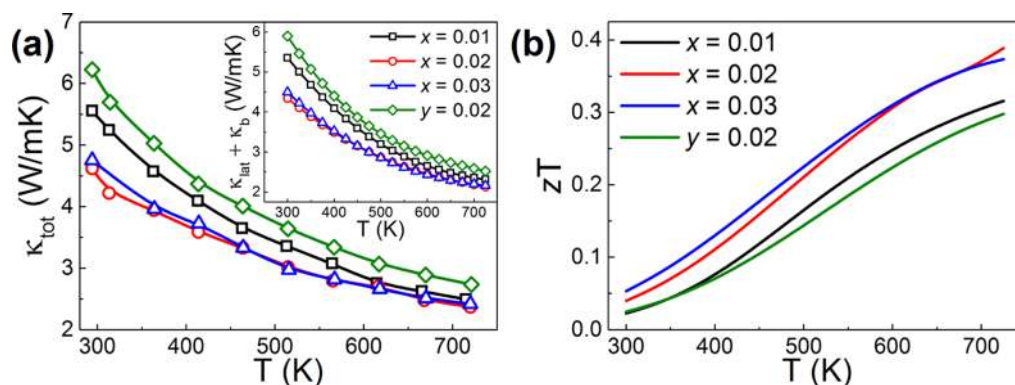 (a)
κtot (W/mK)
7
6
5
4
3
2
300 400 500 600 700
T (K)
κlat + κb (W/mK)
6
5
4
3
2
300 400 500 600 700
T (K)
x = 0.01
x = 0.02
x = 0.03
y = 0.02
(b)
zT
0.4
0.3
0.2
0.1
0.0
300 400 500 600 700
T (K)
x = 0.01
x = 0.02
x = 0.03
y = 0.02